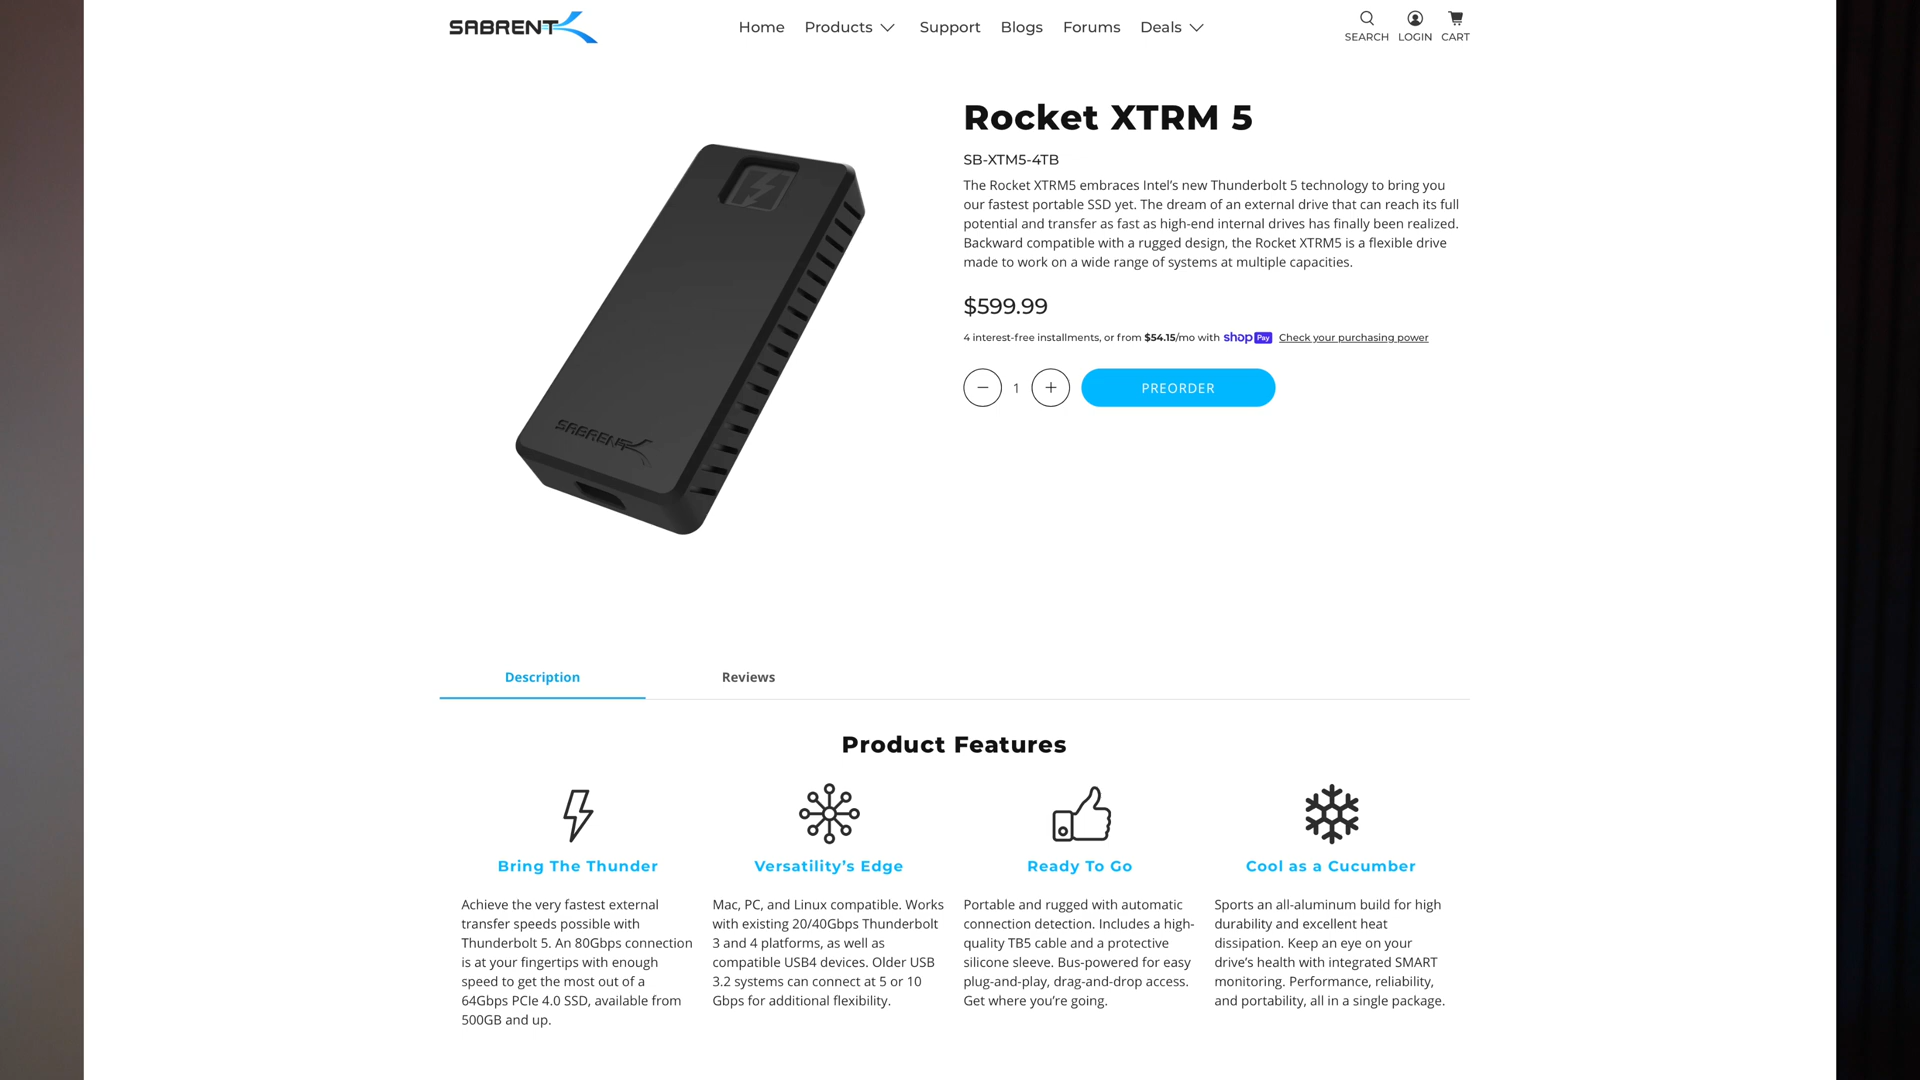 SABRENT
Home
Products
Support
Blogs
Forums
Deals
SEARCH
LOGIN
CART
Rocket XTRM 5
SB-XTM5-4TB
The Rocket XTRM5 embraces Intel’s new Thunderbolt 5 technology to bring you
our fastest portable SSD yet. The dream of an external drive that can reach its full
potential and transfer as fast as high-end internal drives has finally been realized.
Backward compatible with a rugged design, the Rocket XTRM5 is a flexible drive
made to work on a wide range of systems at multiple capacities.
$599.99
4 interest-free installments, or from $54.15/mo with shop Pay Check your purchasing power
1
PREORDER
SABRENT
Description
Reviews
Product Features
Bring The Thunder
Achieve the very fastest external
transfer speeds possible with
Thunderbolt 5. An 80Gbps connection
is at your fingertips with enough
speed to get the most out of a
64Gbps PCIe 4.0 SSD, available from
500GB and up.
Versatility’s Edge
Mac, PC, and Linux compatible. Works
with existing 20/40Gbps Thunderbolt
3 and 4 platforms, as well as
compatible USB4 devices. Older USB
3.2 systems can connect at 5 or 10
Gbps for additional flexibility.
Ready To Go
Portable and rugged with automatic
connection detection. Includes a high-
quality TB5 cable and a protective
silicone sleeve. Bus-powered for easy
plug-and-play, drag-and-drop access.
Get where you’re going.
Cool as a Cucumber
Sports an all-aluminum build for high
durability and excellent heat
dissipation. Keep an eye on your
drive’s health with integrated SMART
monitoring. Performance, reliability,
and portability, all in a single package.